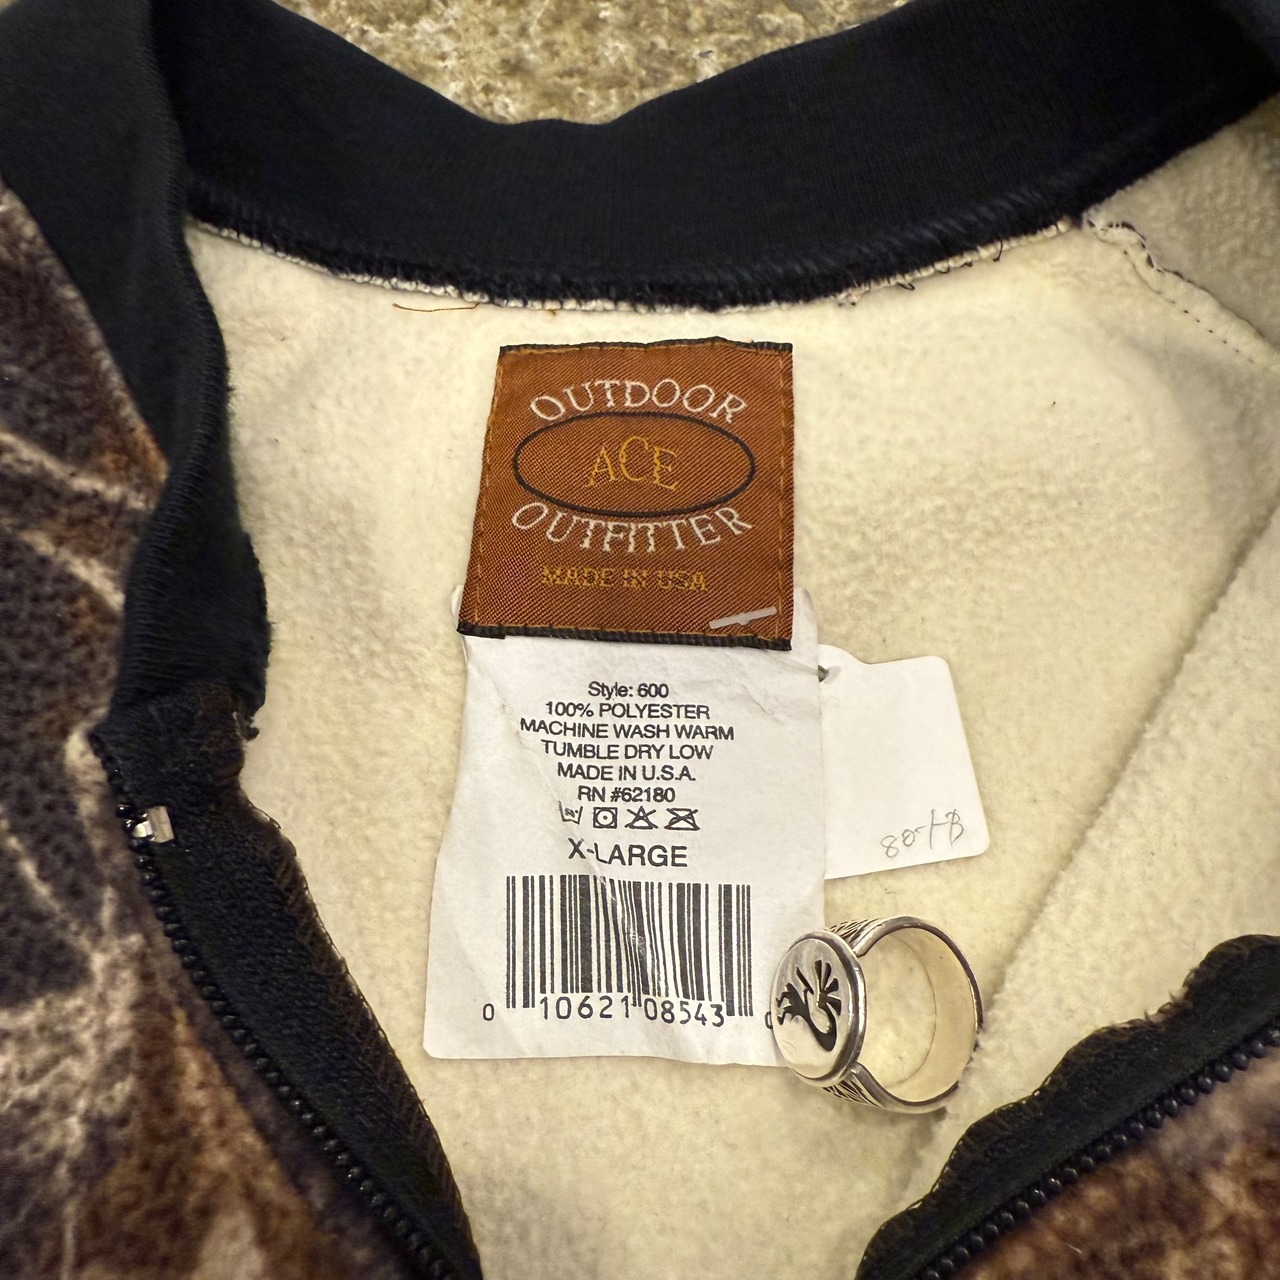 OUTDOOR
ACE
OUTFITTER
MADE IN USA
Style: 600
100% POLYESTER
MACHINE WASH WARM
TUMBLE DRY LOW
MADE IN U.S.A.
RN #62180
X-LARGE
0 10621 08543